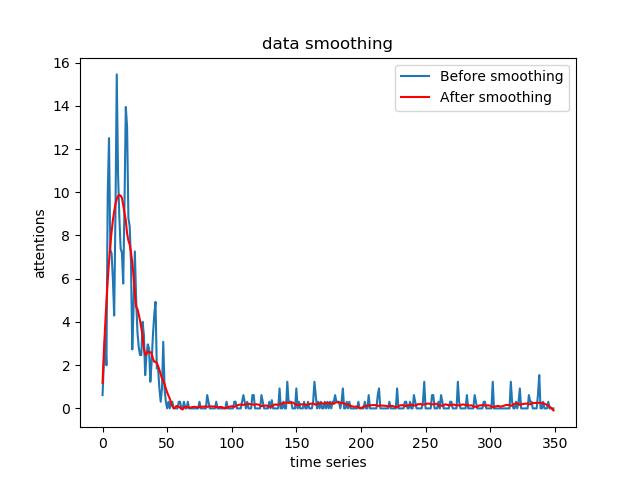 data smoothing
Before smoothing
After smoothing
attentions
16
14
12
10
8
6
4
2
0
0 50 100 150 200 250 300 350
time series